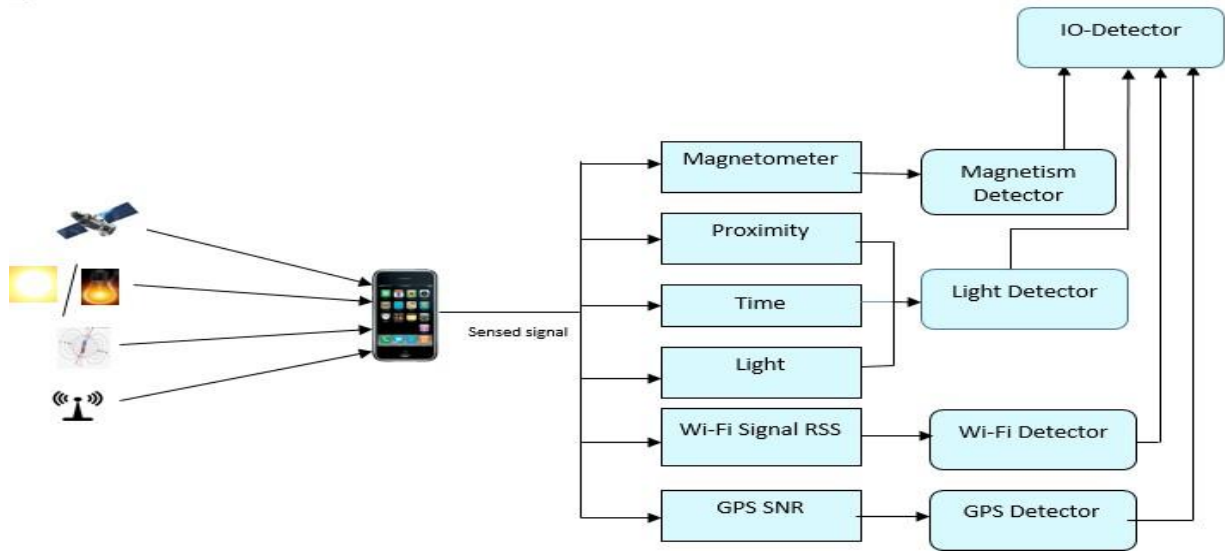 IO-Detector
Magnetometer
Magnetism
Detector
Proximity
Time
Light Detector
Sensed signal
Light
Wi-Fi Signal RSS
Wi-Fi Detector
GPS SNR
GPS Detector